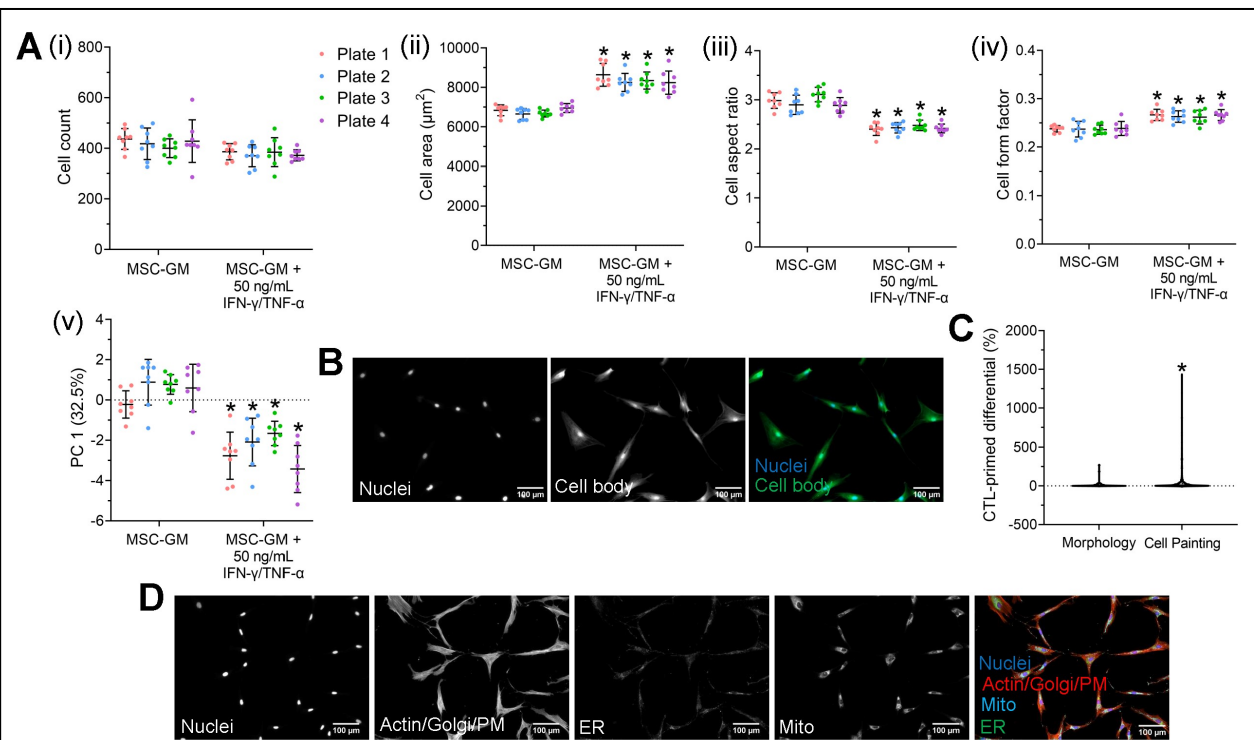 A (i)
800
600
400
200
0
Cell count
MSC-GM
MSC-GM +
50 ng/mL
IFN-γ/TNF-α
Plate 1
Plate 2
Plate 3
Plate 4
(ii)
10000
8000
6000
4000
2000
0
Cell area (µm²)
* * * *
MSC-GM
MSC-GM +
50 ng/mL
IFN-γ/TNF-α
(iii)
4
3
2
1
0
Cell aspect ratio
* * * *
MSC-GM
MSC-GM +
50 ng/mL
IFN-γ/TNF-α
(iv)
0.4
0.3
0.2
0.1
0.0
Cell form factor
* * * *
MSC-GM
MSC-GM +
50 ng/mL
IFN-γ/TNF-α
(v)
4
2
0
-2
-4
-6
PC 1 (32.5%)
* * * *
MSC-GM
MSC-GM +
50 ng/mL
IFN-γ/TNF-α
B
Nuclei
100 µm
Cell body
100 µm
Nuclei
Cell body
100 µm
C
2000
1500
1000
500
0
-500
CTL-primed differential (%)
*
Morphology Cell Painting
D
Nuclei
100 µm
Actin/Golgi/PM
100 µm
ER
100 µm
Mito
100 µm
Nuclei
Actin/Golgi/PM
Mito
ER
100 µm